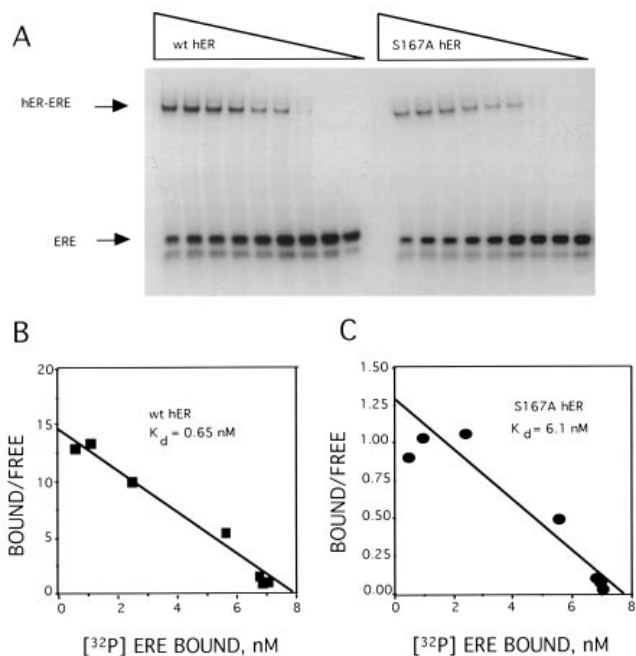 A
wt hER
S167A hER
hER-ERE
ERE
B
20
15
10
5
0
0
2
4
6
8
wt hER
Kd = 0.65 nM
BOUND/FREE
[³²P] ERE BOUND, nM
C
1.50
1.25
1.00
0.75
0.50
0.25
0.00
0
2
4
6
8
S167A hER
Kd = 6.1 nM
BOUND/FREE
[³²P] ERE BOUND, nM